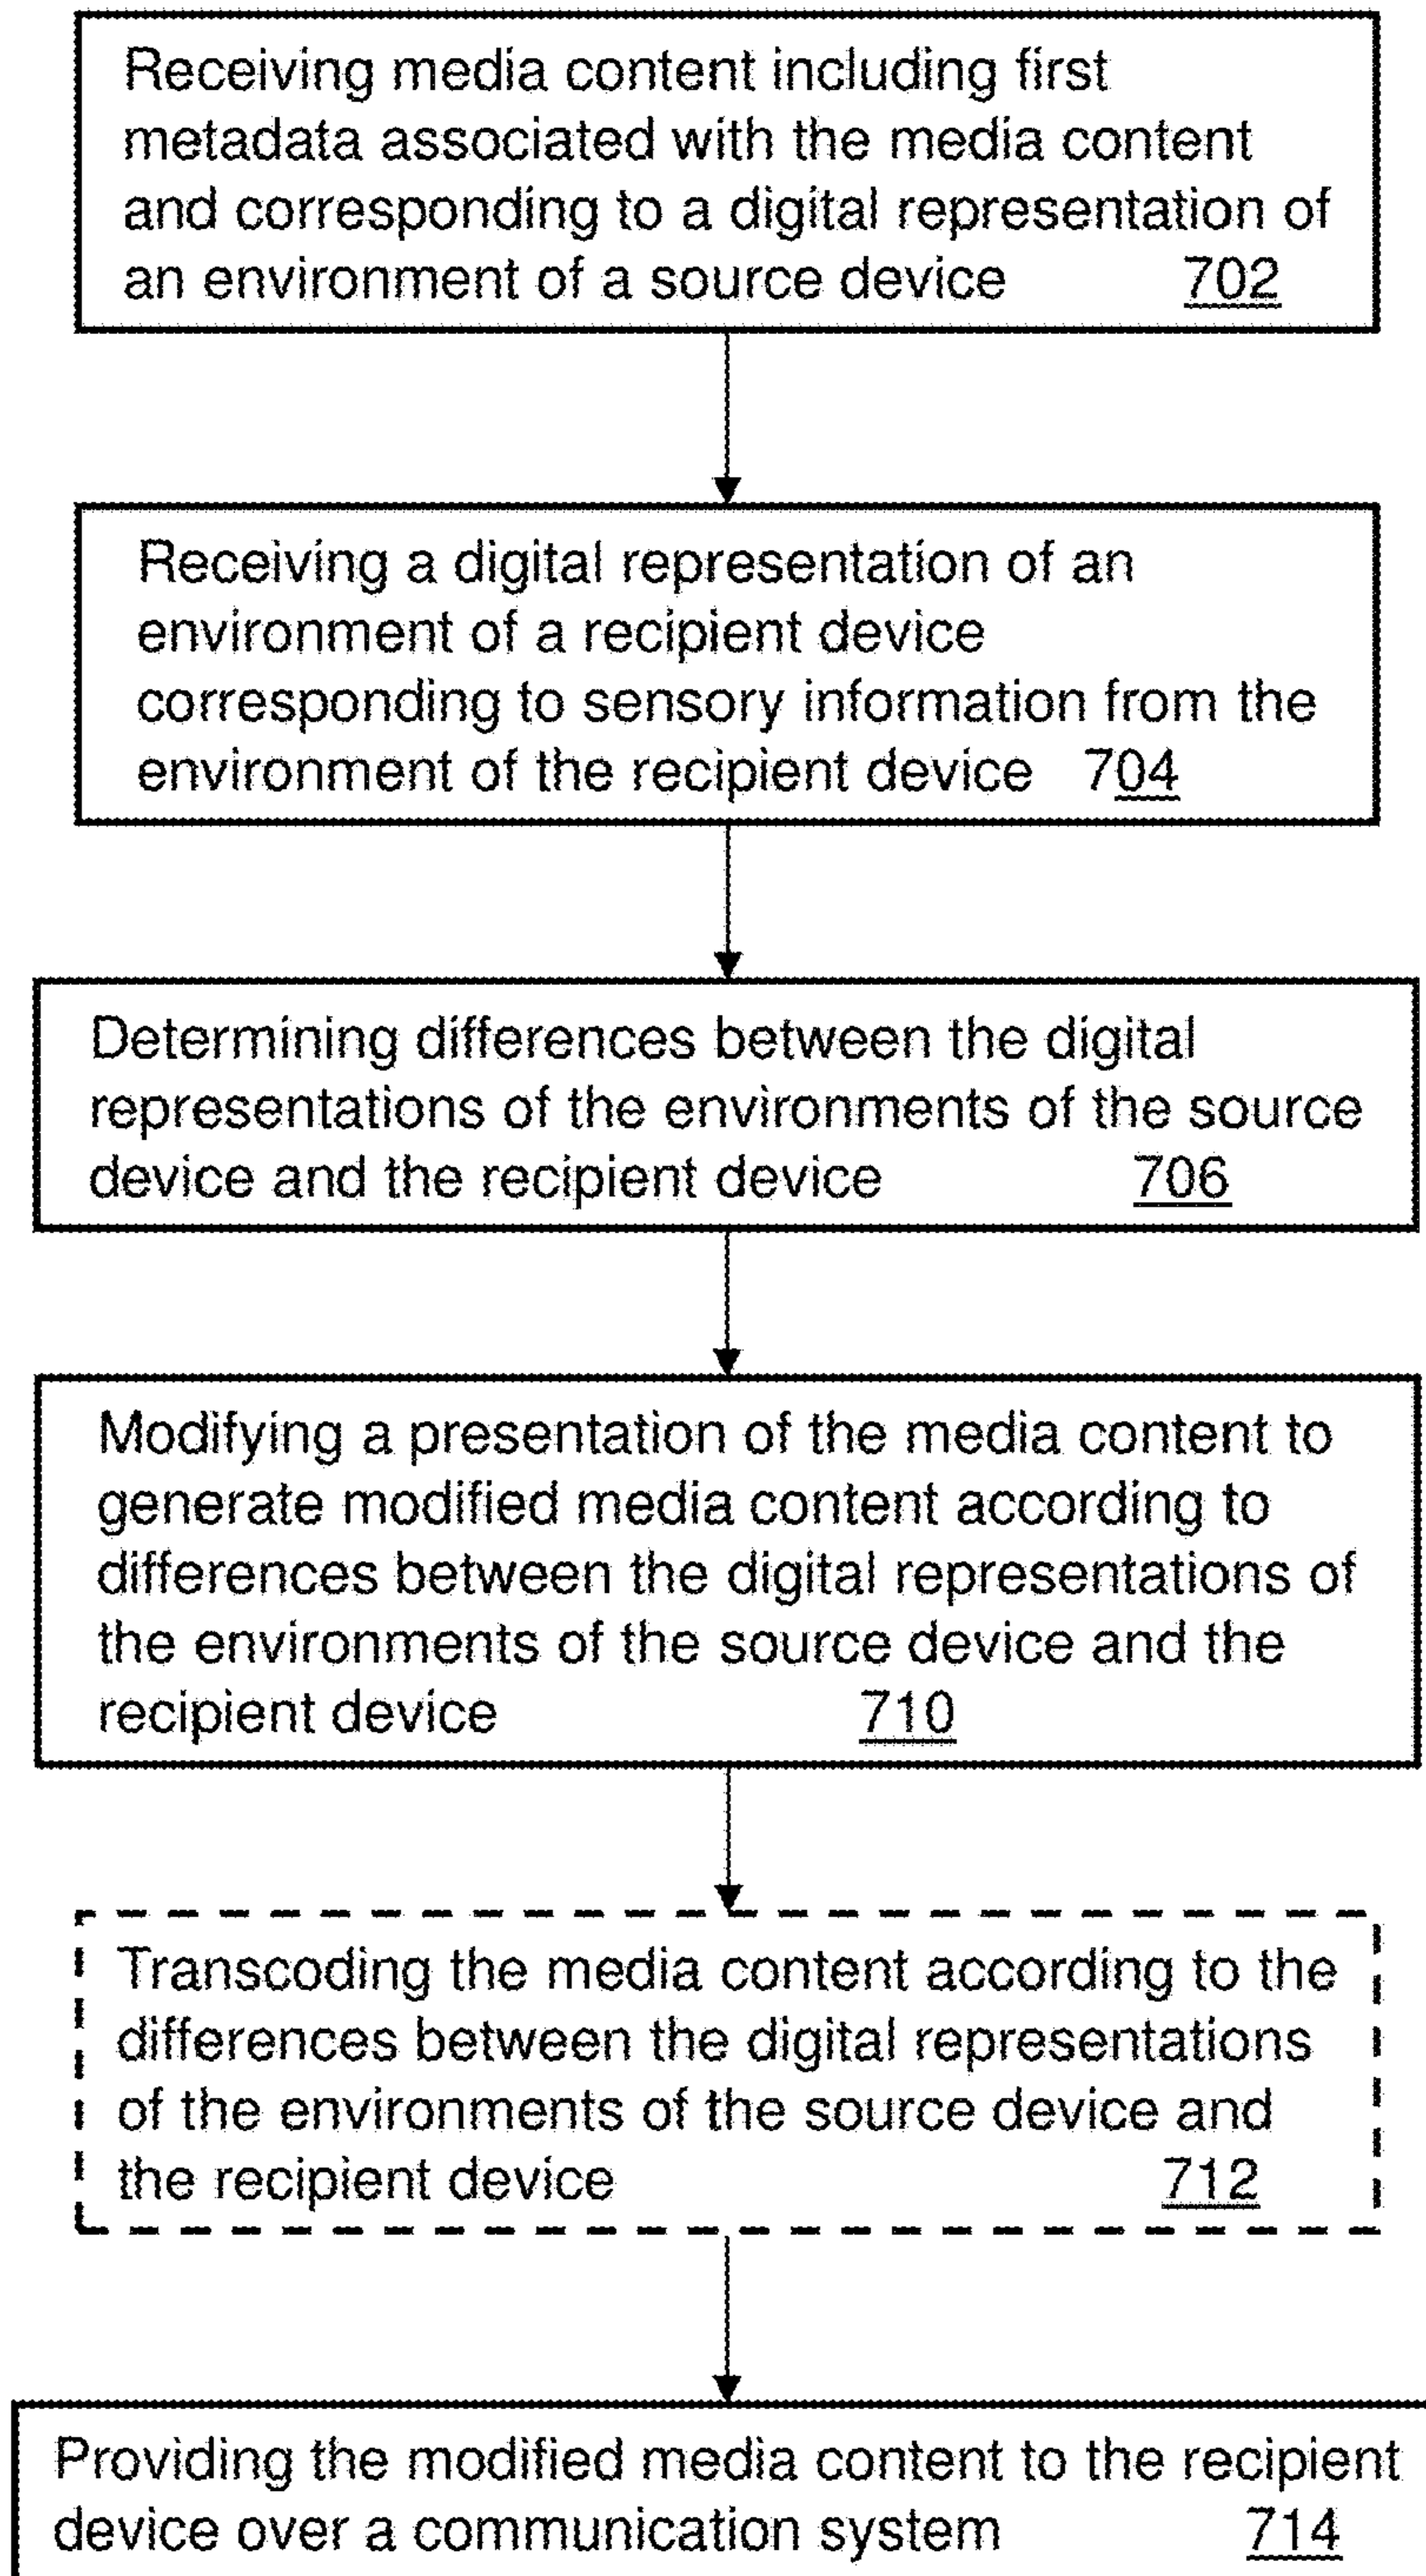 Receiving media content including first
metadata associated with the media content
and corresponding to a digital representation of
an environment of a source device 702
Receiving a digital representation of an
environment of a recipient device
corresponding to sensory information from the
environment of the recipient device 704
Determining differences between the digital
representations of the environments of the source
device and the recipient device 706
Modifying a presentation of the media content to
generate modified media content according to
differences between the digital representations of
the environments of the source device and the
recipient device 710
Transcoding the media content according to the
differences between the digital representations
of the environments of the source device and
the recipient device 712
Providing the modified media content to the recipient
device over a communication system 714